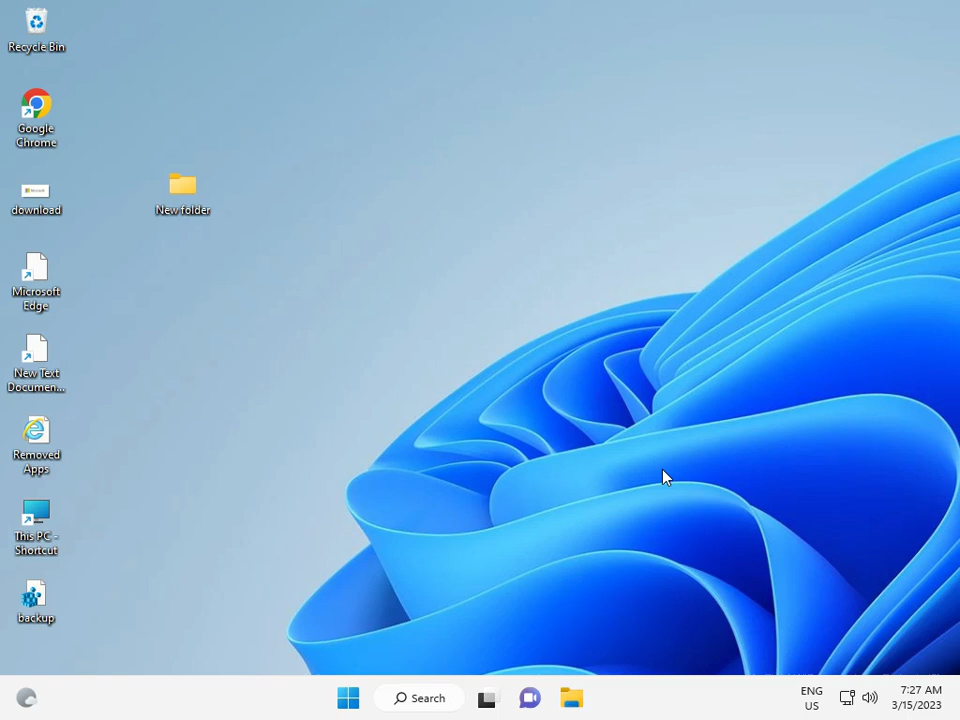 Recycle Bin
Google
Chrome
download
New folder
Microsoft
Edge
New Text
Documen...
Removed
Apps
This PC -
Shortcut
backup
Search
ENG
US
7:27 AM
3/15/2023